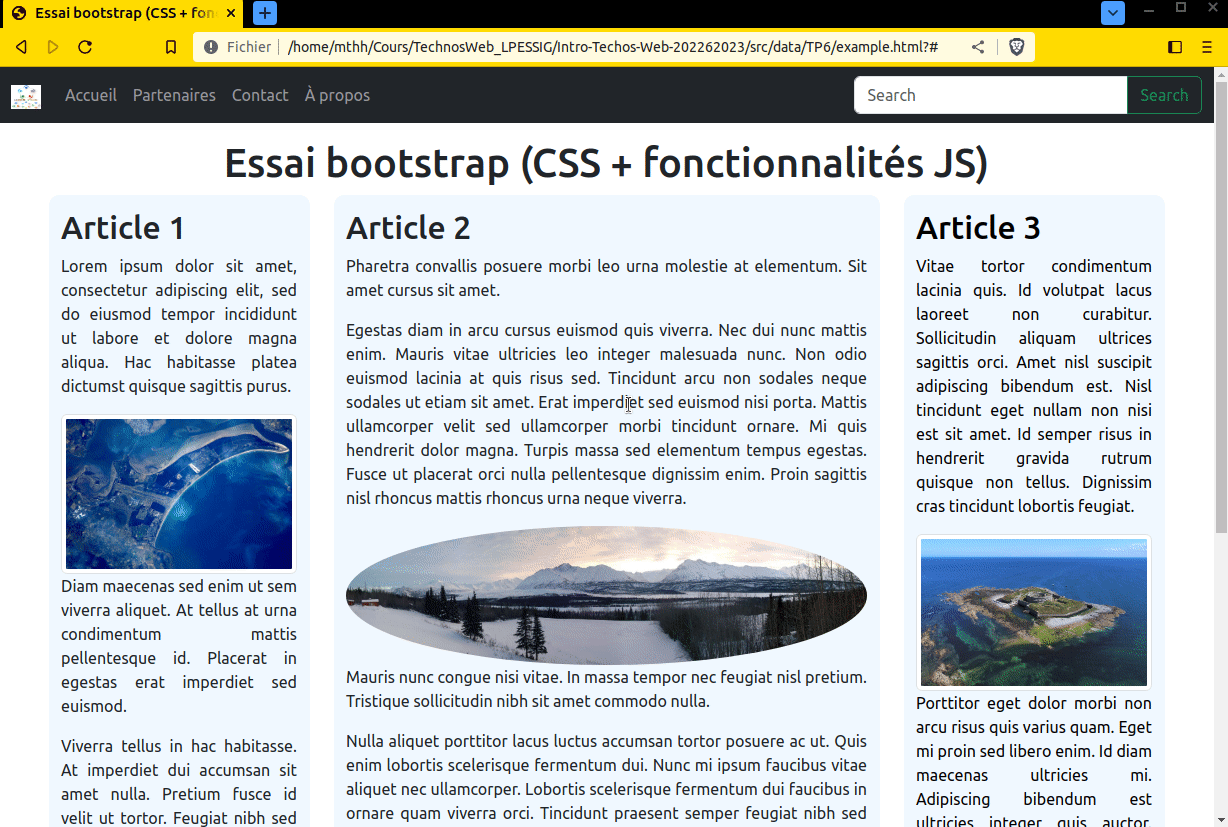 Essai bootstrap (CSS + fon
Fichier /home/mthh/Cours/TechnosWeb_LPESSIG/Intro-Techos-Web-202262023/src/data/TP6/example.html?#
Accueil Partenaires Contact À propos Search Search
Essai bootstrap (CSS + fonctionnalités JS)
Article 1
Lorem ipsum dolor sit amet,
consectetur adipiscing elit, sed
do eiusmod tempor incididunt
ut labore et dolore magna
aliqua. Hac habitasse platea
dictumst quisque sagittis purus.
Diam maecenas sed enim ut sem
viverra aliquet. At tellus at urna
condimentum mattis
pellentesque id. Placerat in
egestas erat imperdiet sed
euismod.
Viverra tellus in hac habitasse.
At imperdiet dui accumsan sit
amet nulla. Pretium fusce id
velit ut tortor. Feugiat nibh sed
Article 2
Pharetra convallis posuere morbi leo urna molestie at elementum. Sit
amet cursus sit amet.
Egestas diam in arcu cursus euismod quis viverra. Nec dui nunc mattis
enim. Mauris vitae ultricies leo integer malesuada nunc. Non odio
euismod lacinia at quis risus sed. Tincidunt arcu non sodales neque
sodales ut etiam sit amet. Erat imperdiet sed euismod nisi porta. Mattis
ullamcorper velit sed ullamcorper morbi tincidunt ornare. Mi quis
hendrerit dolor magna. Turpis massa sed elementum tempus egestas.
Fusce ut placerat orci nulla pellentesque dignissim enim. Proin sagittis
nisl rhoncus mattis rhoncus urna neque viverra.
Mauris nunc congue nisi vitae. In massa tempor nec feugiat nisl pretium.
Tristique sollicitudin nibh sit amet commodo nulla.
Nulla aliquet porttitor lacus luctus accumsan tortor posuere ac ut. Quis
enim lobortis scelerisque fermentum dui. Nunc mi ipsum faucibus vitae
aliquet nec ullamcorper. Lobortis scelerisque fermentum dui faucibus in
ornare quam viverra orci. Tincidunt praesent semper feugiat nibh sed
Article 3
Vitae tortor condimentum
lacinia quis. Id volutpat lacus
laoreet non curabitur.
Sollicitudin aliquam ultrices
sagittis orci. Amet nisl suscipit
adipiscing bibendum est. Nisl
tincidunt eget nullam non nisi
est sit amet. Id semper risus in
hendrerit gravida rutrum
quisque non tellus. Dignissim
cras tincidunt lobortis feugiat.
Porttitor eget dolor morbi non
arcu risus quis varius quam. Eget
mi proin sed libero enim. Id diam
maecenas ultricies mi.
Adipiscing bibendum est
ultricies integer quis auctor.